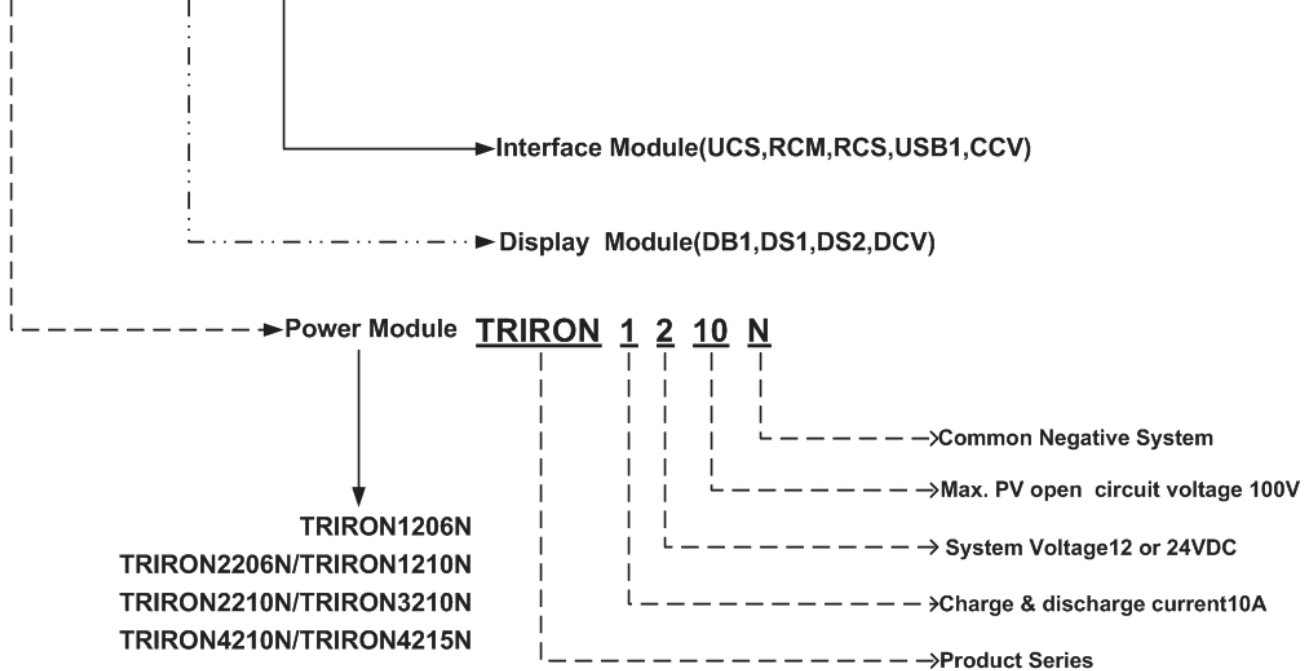 Interface Module(UCS,RCM,RCS,USB1,CCV)
Display Module(DB1,DS1,DS2,DCV)
Power Module TRIRON 1 2 10 N
Common Negative System
Max. PV open circuit voltage 100V
TRIRON1206N
System Voltage12 or 24VDC
TRIRON2206N/TRIRON1210N
TRIRON2210N/TRIRON3210N
Charge & discharge current10A
TRIRON4210N/TRIRON4215N
Product Series